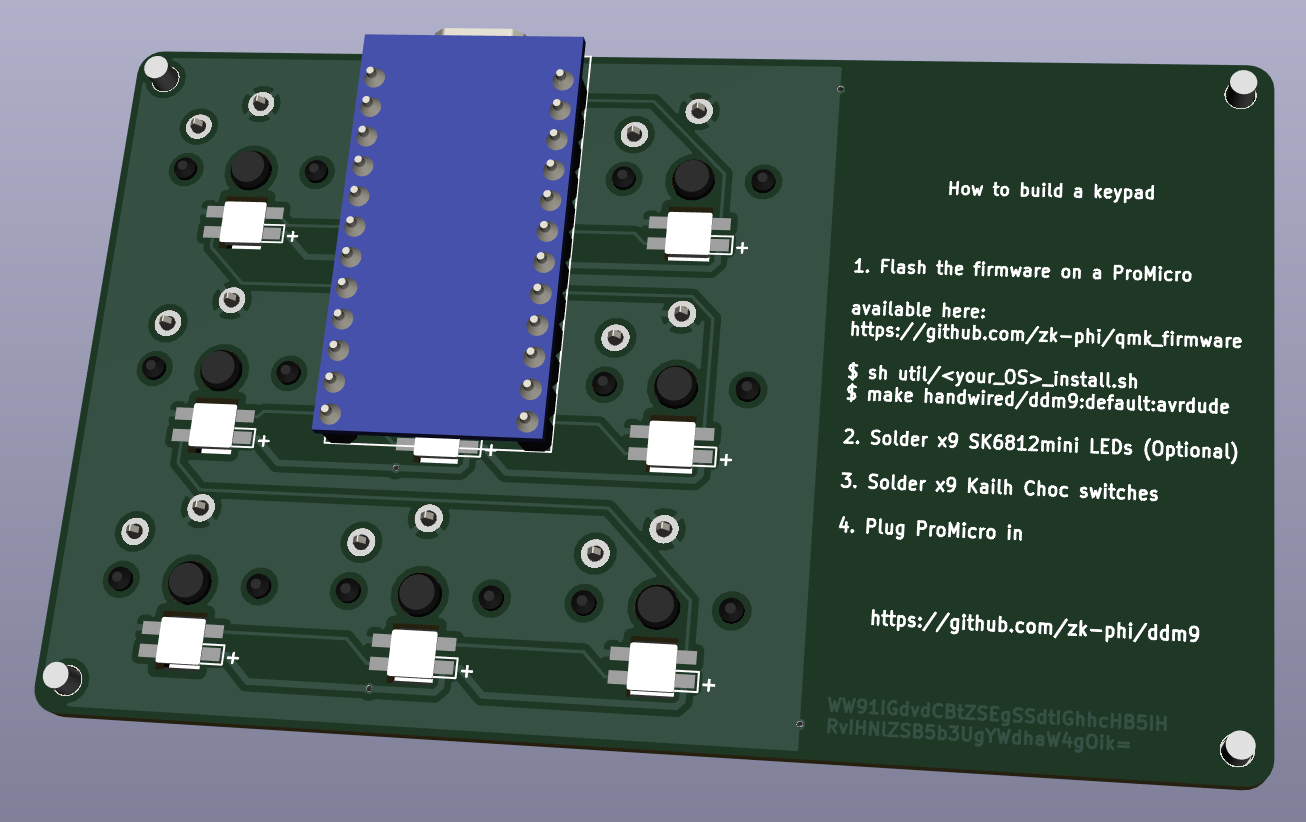 +
+
+
+
+
+
+
+
How to build a keypad
1. Flash the firmware on a ProMicro
available here:
https://github.com/zk-phi/qmk_firmware
$ sh util/<your_OS>_install.sh
$ make handwired/ddm9:default:avrdude
2. Solder x9 SK6812mini LEDs (Optional)
3. Solder x9 Kailh Choc switches
4. Plug ProMicro in
https://github.com/zk-phi/ddm9
WW91IGdvdCBtZSEgSSdtIGhhcHB5IH
RvIHNlZSB5b3UgYWdhaW4gOik=